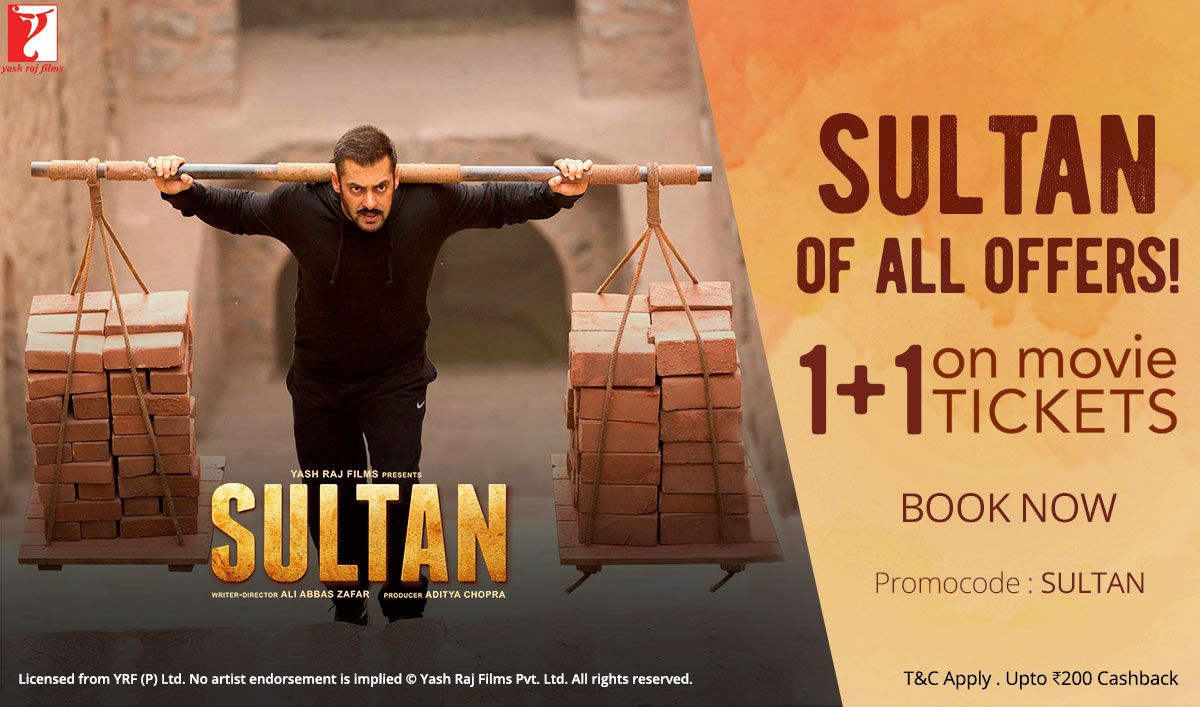 yash raj films
YASH RAJ FILMS PRESENTS
SULTAN
WRITER-DIRECTOR ALI ABBAS ZAFAR PRODUCER ADITYA CHOPRA
Licensed from YRF (P) Ltd. No artist endorsement is implied © Yash Raj Films Pvt. Ltd. All rights reserved.
SULTAN
OF ALL OFFERS!
1+1 on movie
TICKETS
BOOK NOW
Promocode : SULTAN
T&C Apply . Upto ₹200 Cashback